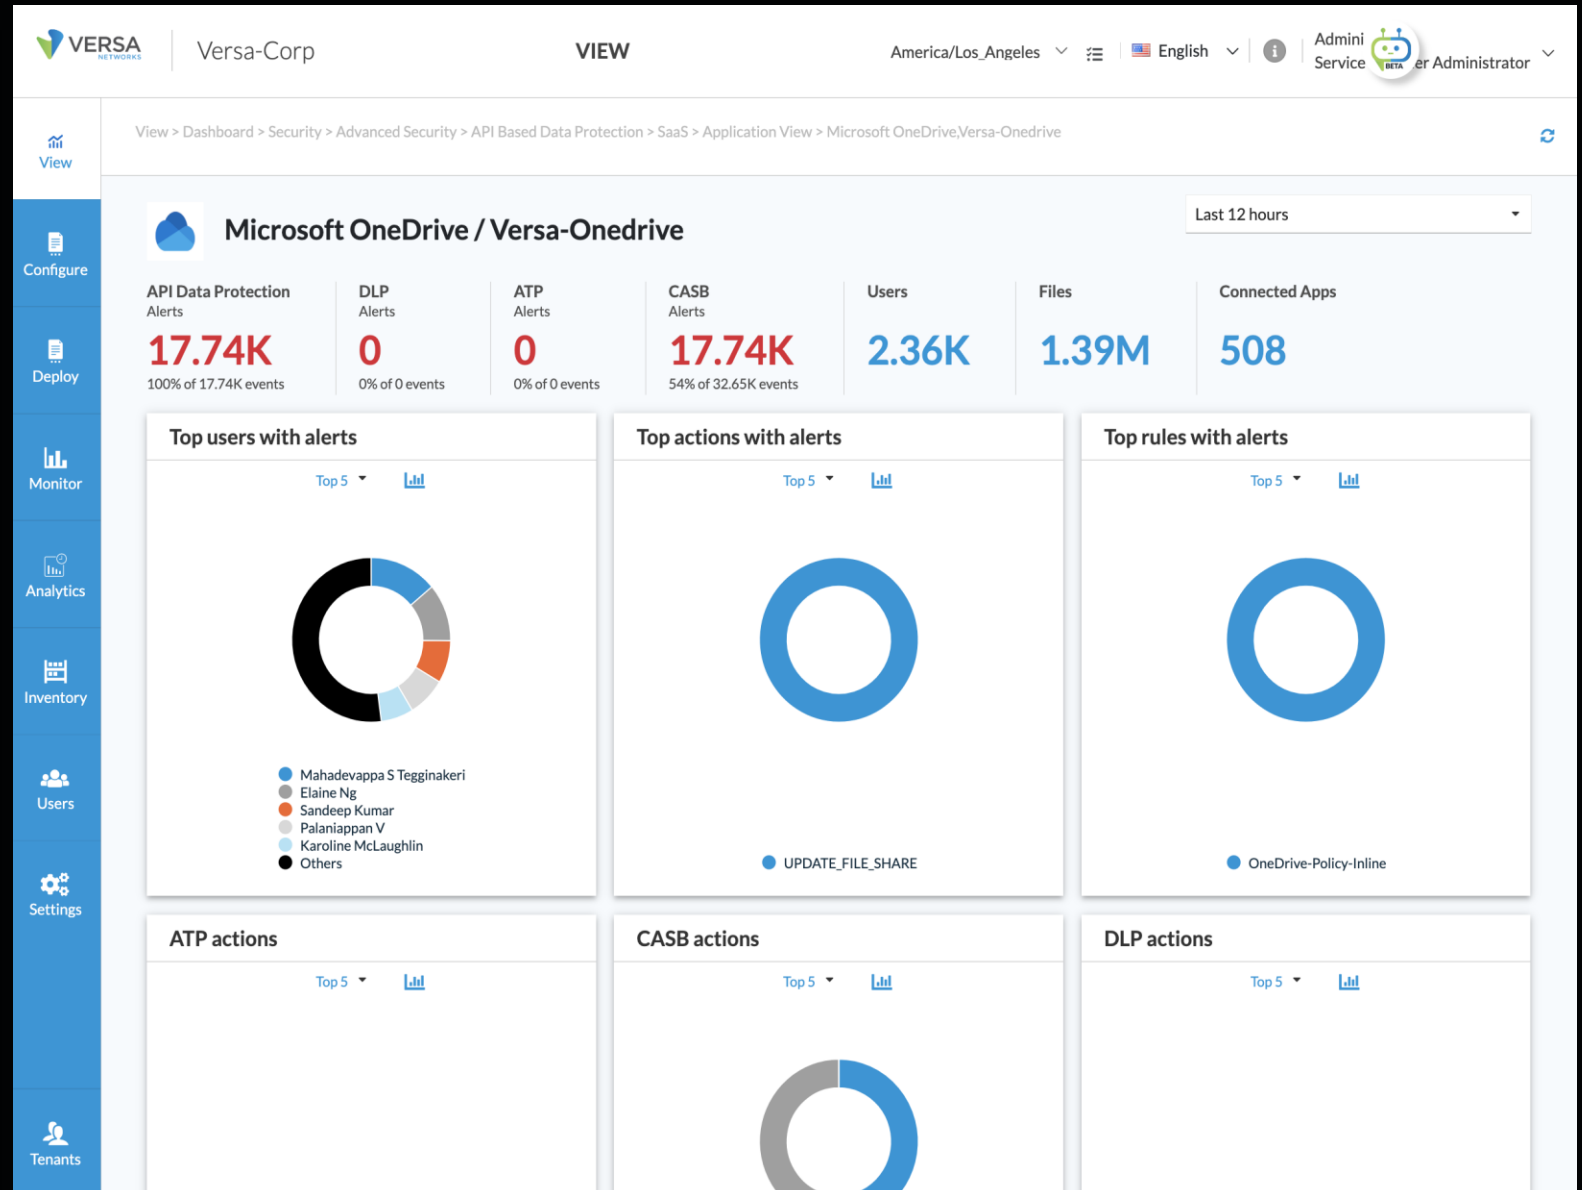 VERSA
NETWORKS
Versa-Corp
VIEW
America/Los_Angeles
English
Admini
Service
er Administrator
BETA
View
Configure
Deploy
Monitor
Analytics
Inventory
Users
Settings
Tenants
View > Dashboard > Security > Advanced Security > API Based Data Protection > SaaS > Application View > Microsoft OneDrive,Versa-Onedrive
Microsoft OneDrive / Versa-Onedrive
Last 12 hours
API Data Protection
Alerts
17.74K
100% of 17.74K events
DLP
Alerts
0
0% of 0 events
ATP
Alerts
0
0% of 0 events
CASB
Alerts
17.74K
54% of 32.65K events
Users
2.36K
Files
1.39M
Connected Apps
508
Top users with alerts
Top 5
Mahadevappa S Tegginakeri
Elaine Ng
Sandeep Kumar
Palaniappan V
Karoline McLaughlin
Others
Top actions with alerts
Top 5
UPDATE_FILE_SHARE
Top rules with alerts
Top 5
OneDrive-Policy-Inline
ATP actions
Top 5
CASB actions
Top 5
DLP actions
Top 5